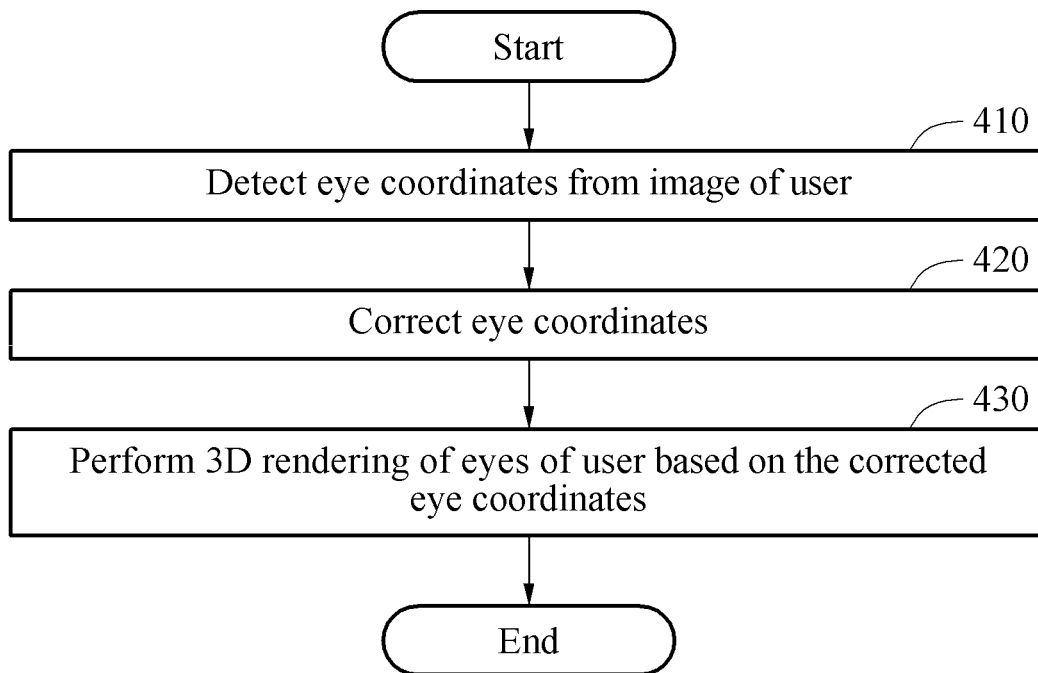 Start
410
Detect eye coordinates from image of user
420
Correct eye coordinates
430
Perform 3D rendering of eyes of user based on the corrected
eye coordinates
End